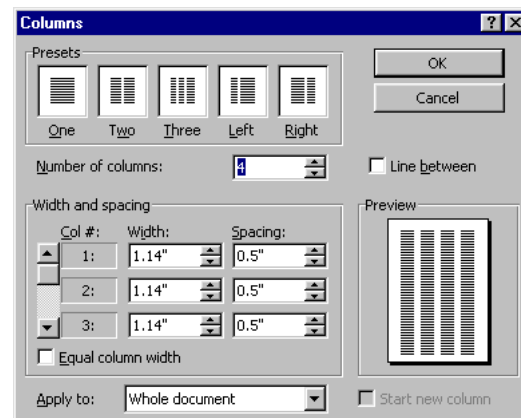 Columns
Presets
One Two Three Left Right
OK
Cancel
Number of columns: 4
Line between
Width and spacing
Col #: Width: Spacing:
1: 1.14" 0.5"
2: 1.14" 0.5"
3: 1.14" 0.5"
Equal column width
Preview
Apply to: Whole document
Start new column